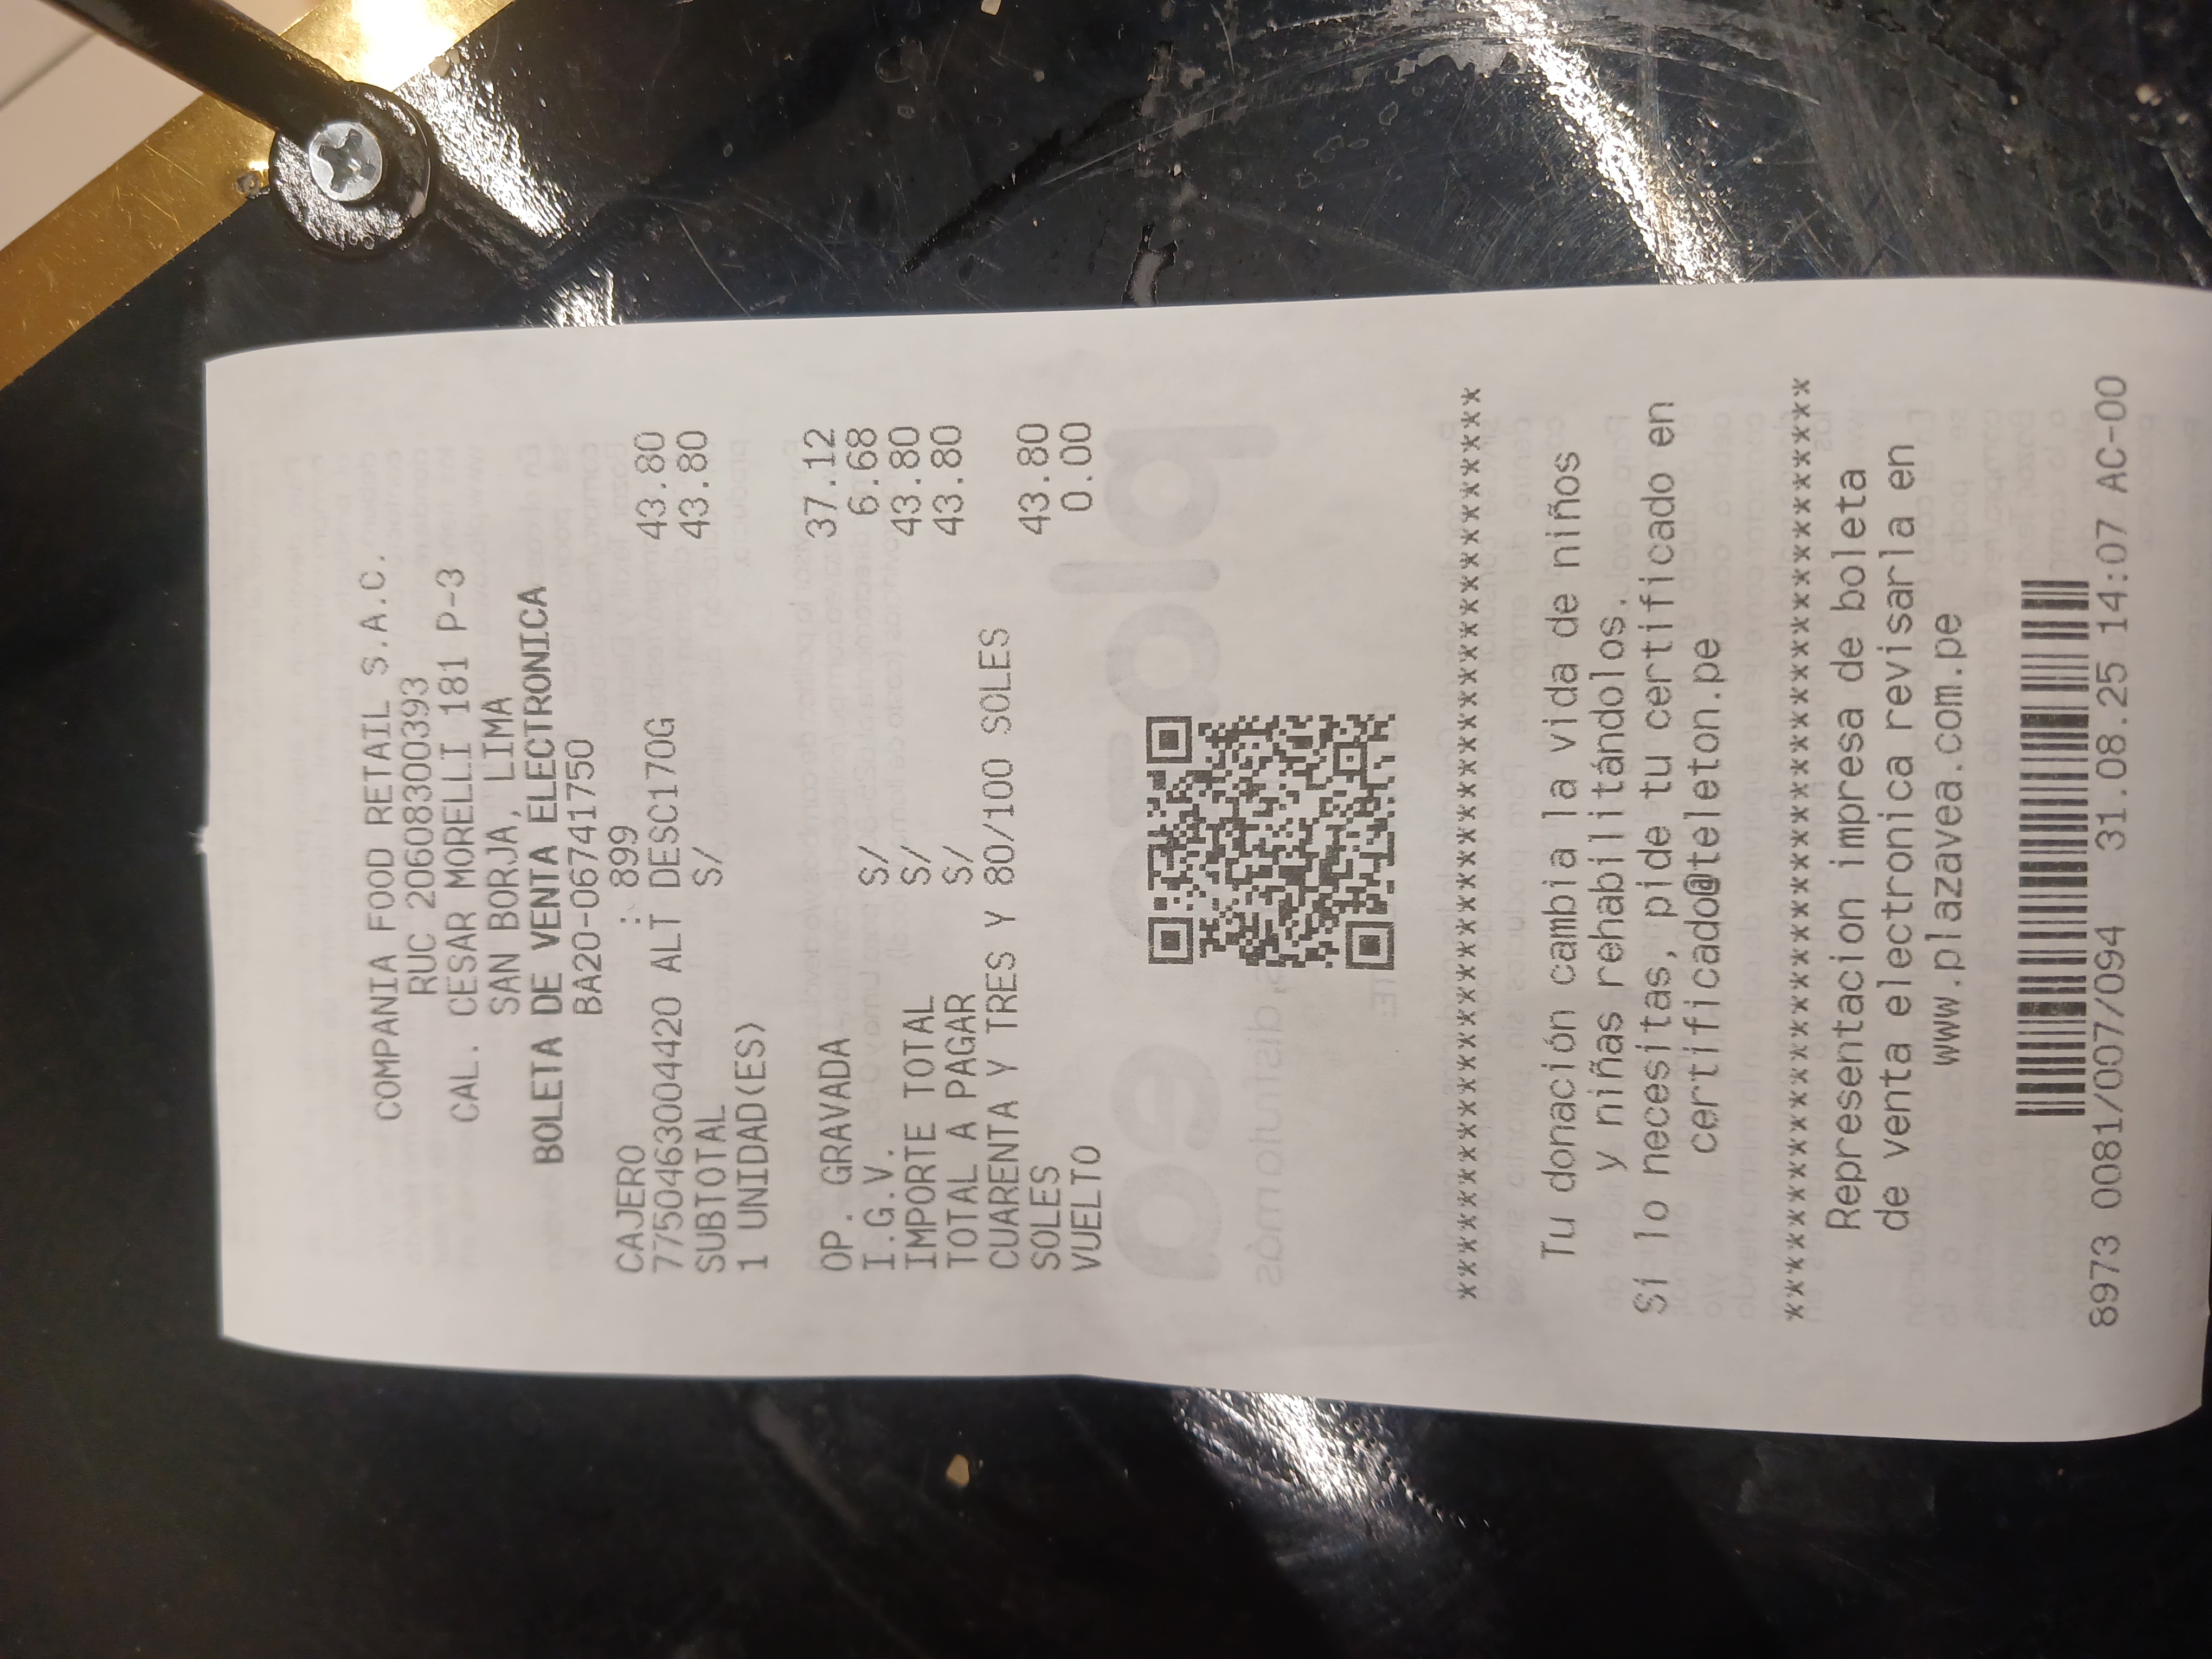 COMPANIA FOOD RETAIL S.A.C.
RUC 20608300393
CAL. CESAR MORELLI 181 P-3
SAN BORJA, LIMA
BOLETA DE VENTA ELECTRONICA
BA20-06741750
CAJERO : 899
7750463004420 ALT DESC170G 43.80
SUBTOTAL S/ 43.80
1 UNIDAD(ES)
OP. GRAVADA 37.12
I.G.V. S/ 6.68
IMPORTE TOTAL S/ 43.80
TOTAL A PAGAR S/ 43.80
CUARENTA Y TRES Y 80/100 SOLES
SOLES 43.80
VUELTO 0.00
****************************************
Tu donación cambia la vida de niños
y niñas rehabilitándolos.
Si lo necesitas, pide tu certificado en
certificado@teleton.pe
****************************************
Representacion impresa de boleta
de venta electronica revisarla en
www.plazavea.com.pe
8973 0081/007/094 31.08.25 14:07 AC-00